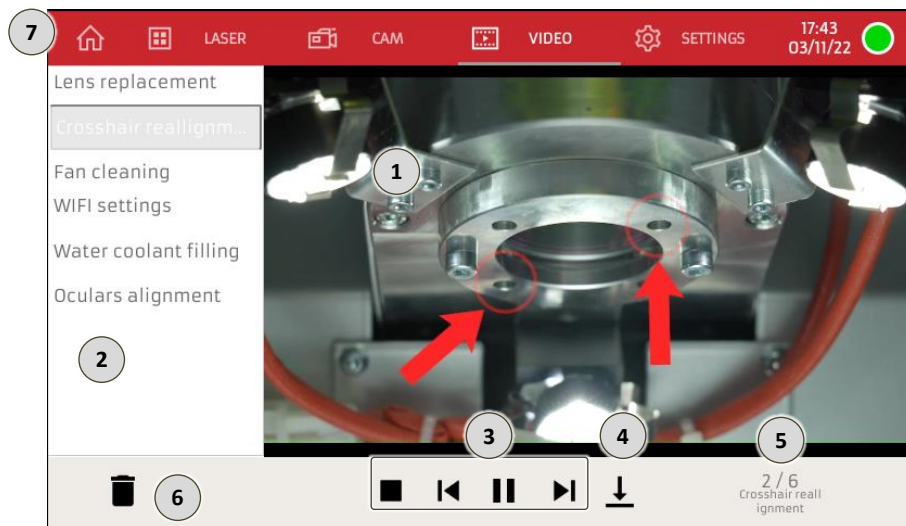 7
LASER
CAM
VIDEO
SETTINGS
17:43
03/11/22
Lens replacement
Crosshair reallignm...
Fan cleaning
WIFI settings
Water coolant filling
Oculars alignment
1
2
3
4
5
6
2 / 6
Crosshair reall
ignment